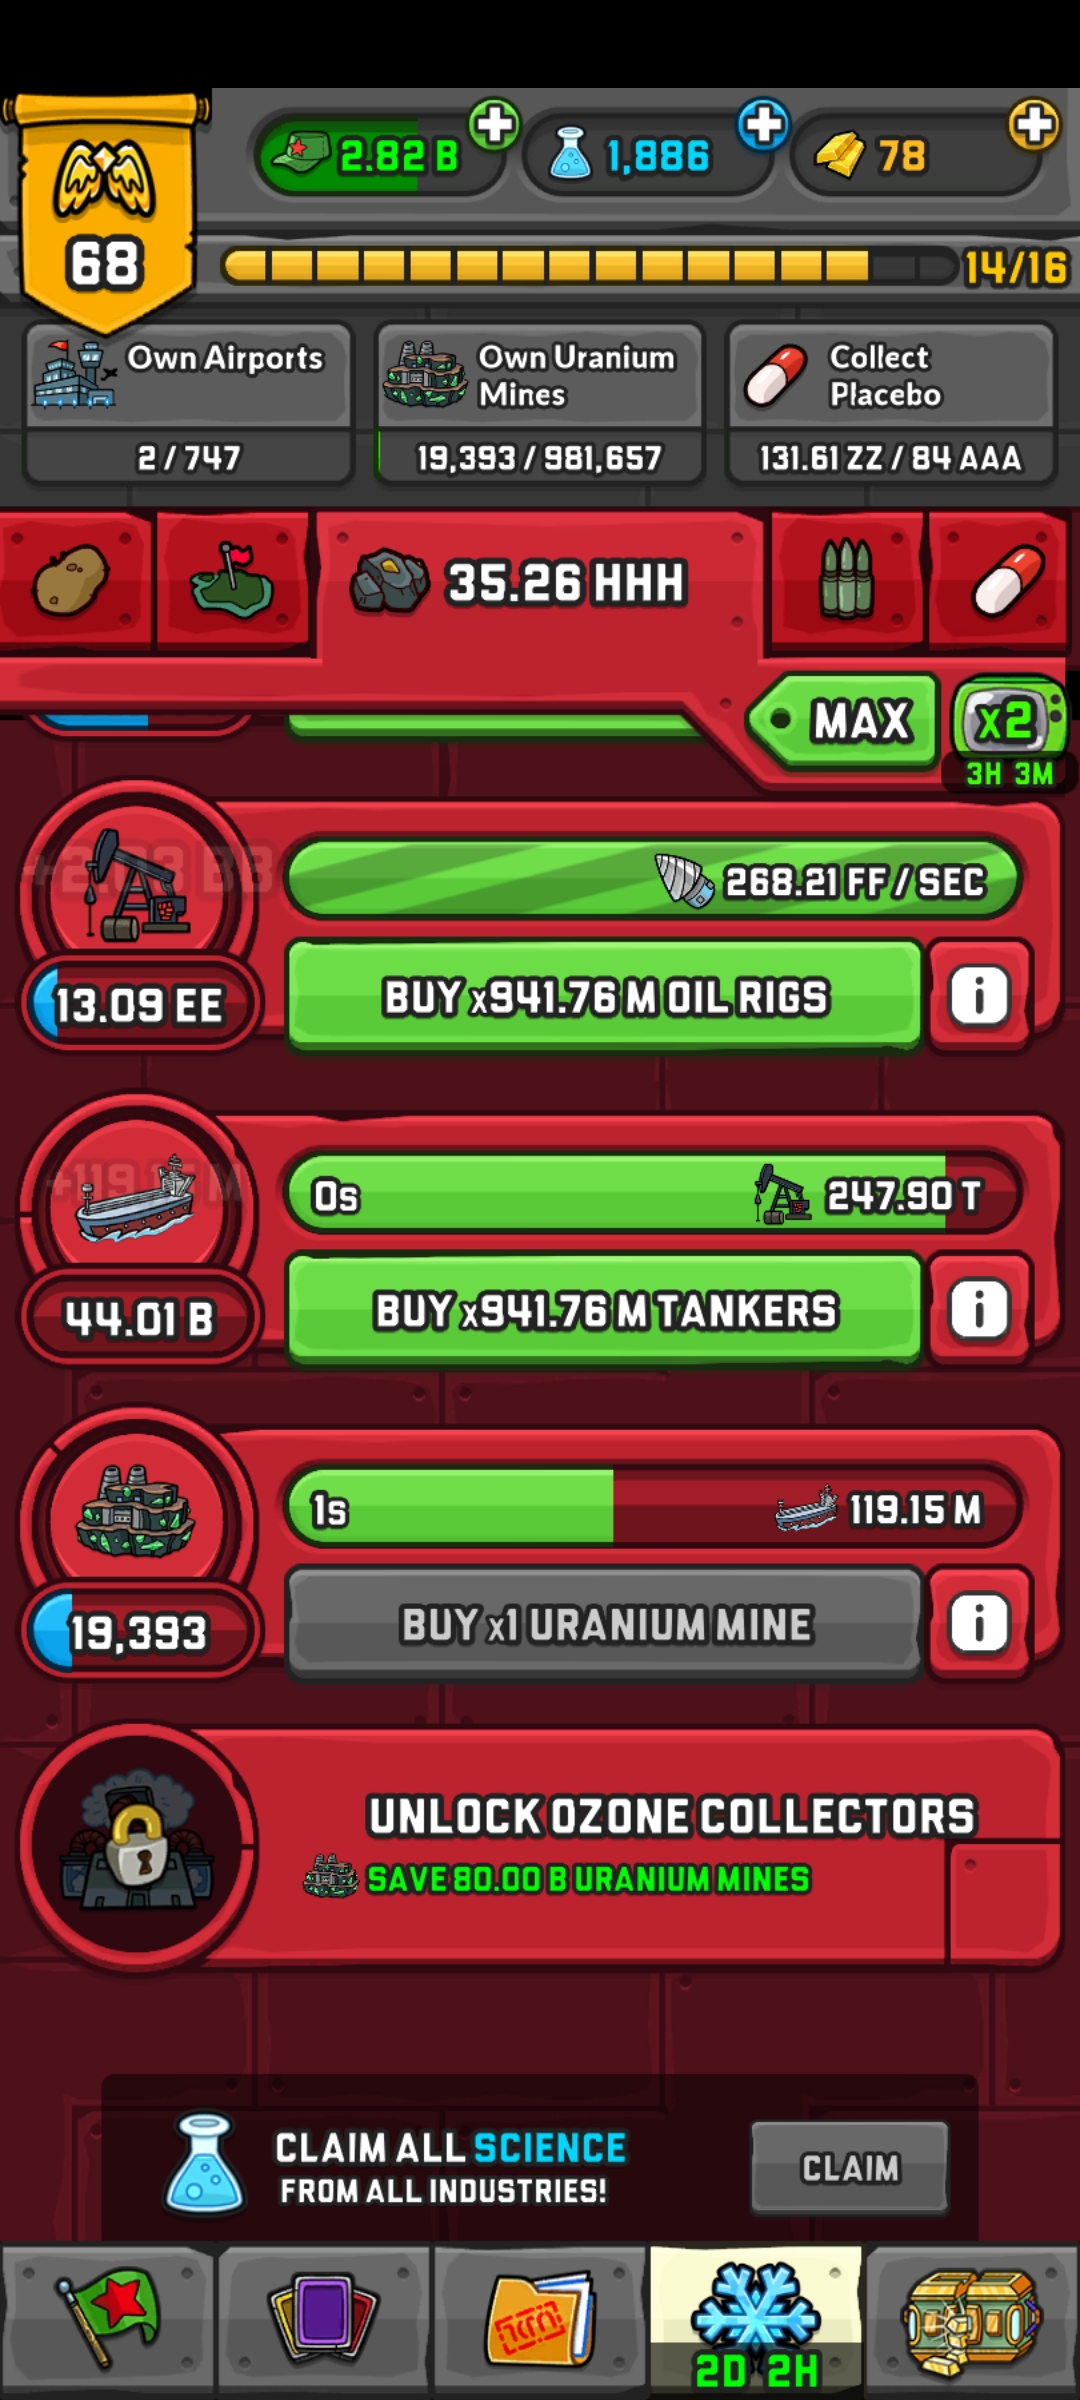 2.82 B
1,886
78
68
14/16
Own Airports
2 / 747
Own Uranium
Mines
19,393 / 981,657
Collect
Placebo
131.61 ZZ / 84 AAA
35.26 HHH
MAX
x2
3H 3M
268.21 FF / SEC
13.09 EE
BUY x941.76 M OIL RIGS
i
0s
247.90 T
44.01 B
BUY x941.76 M TANKERS
i
1s
119.15 M
19,393
BUY x1 URANIUM MINE
i
UNLOCK OZONE COLLECTORS
SAVE 80.00 B URANIUM MINES
CLAIM ALL SCIENCE
FROM ALL INDUSTRIES!
CLAIM
2D 2H